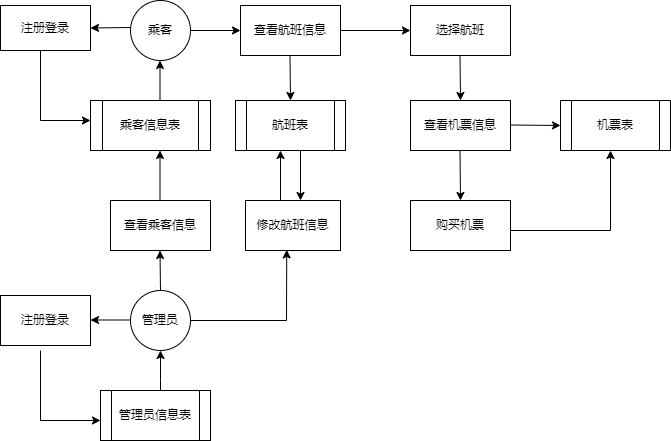 注册登录
乘客
查看航班信息
选择航班
乘客信息表
航班表
查看机票信息
机票表
查看乘客信息
修改航班信息
购买机票
注册登录
管理员
管理员信息表